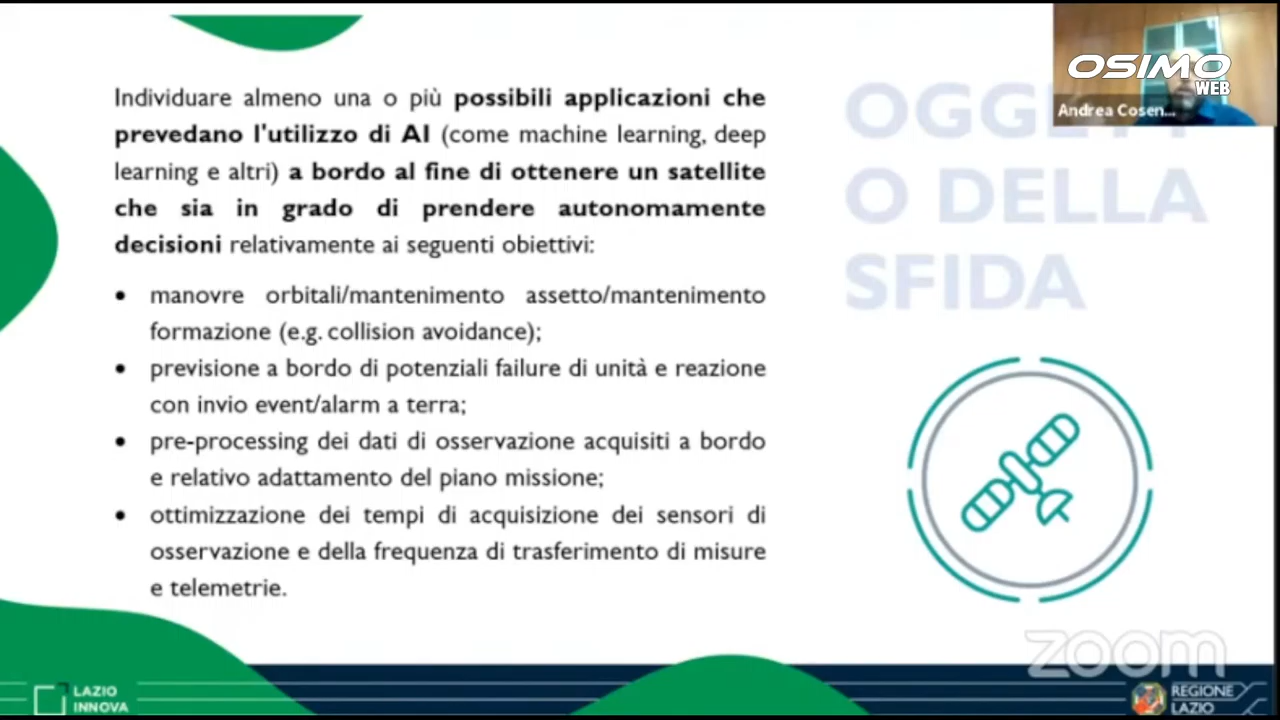 Individuare almeno una o più possibili applicazioni che
prevedano l'utilizzo di AI (come machine learning, deep
learning e altri) a bordo al fine di ottenere un satellite
che sia in grado di prendere autonomamente
decisioni relativamente ai seguenti obiettivi:
• manovre orbitali/mantenimento assetto/mantenimento
formazione (e.g. collision avoidance);
• previsione a bordo di potenziali failure di unità e reazione
con invio event/alarm a terra;
• pre-processing dei dati di osservazione acquisiti a bordo
e relativo adattamento del piano missione;
• ottimizzazione dei tempi di acquisizione dei sensori di
osservazione e della frequenza di trasferimento di misure
e telemetrie.
OSIMO
WEB
Andrea Cosen...
OGGETT
O DELLA
SFIDA
zoom
LAZIO
INNOVA
REGIONE
LAZIO